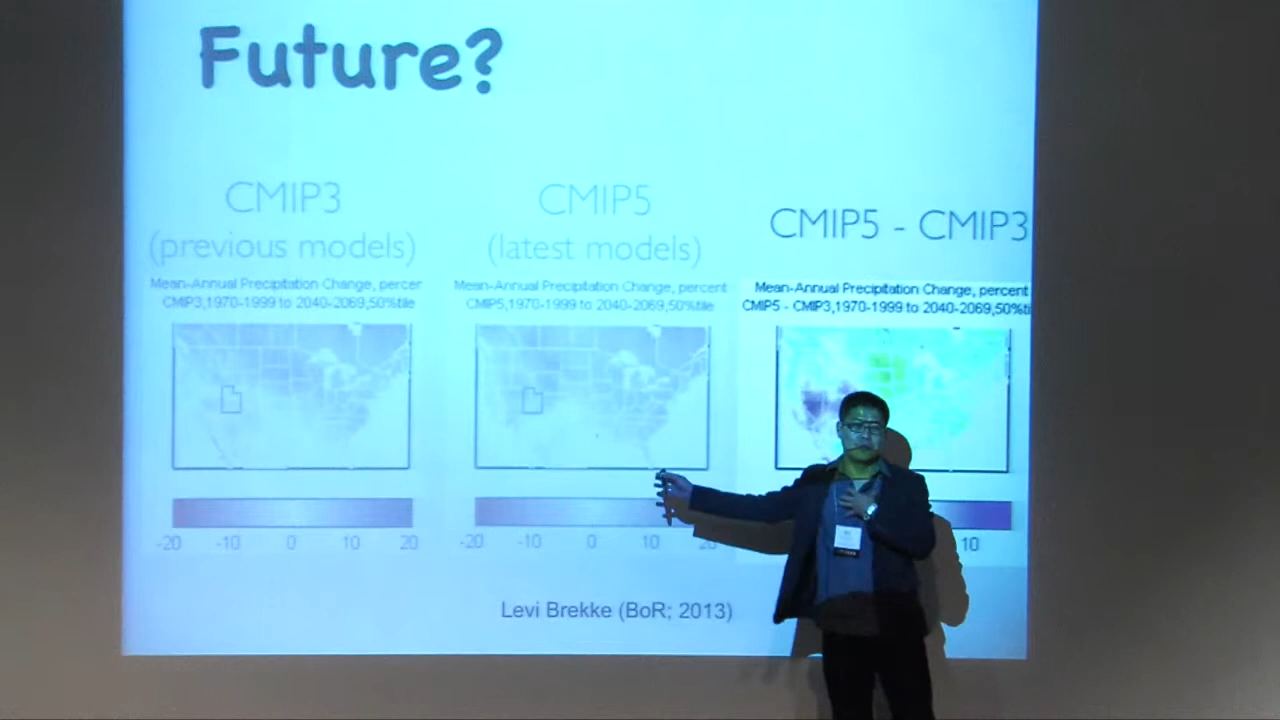 Future?
CMIP3
(previous models)
Mean-Annual Precipitation Change, percen
CMIP3,1970-1999 to 2040-2069,50%tile
-20 -10 0 10 20
CMIP5
(latest models)
Mean-Annual Precipitation Change, percent
CMIP5,1970-1999 to 2040-2069,50%tile
-20 -10 0 10 20
CMIP5 - CMIP3
Mean-Annual Precipitation Change, percent
CMIP5 - CMIP3,1970-1999 to 2040-2069,50%ti
10
Levi Brekke (BoR; 2013)